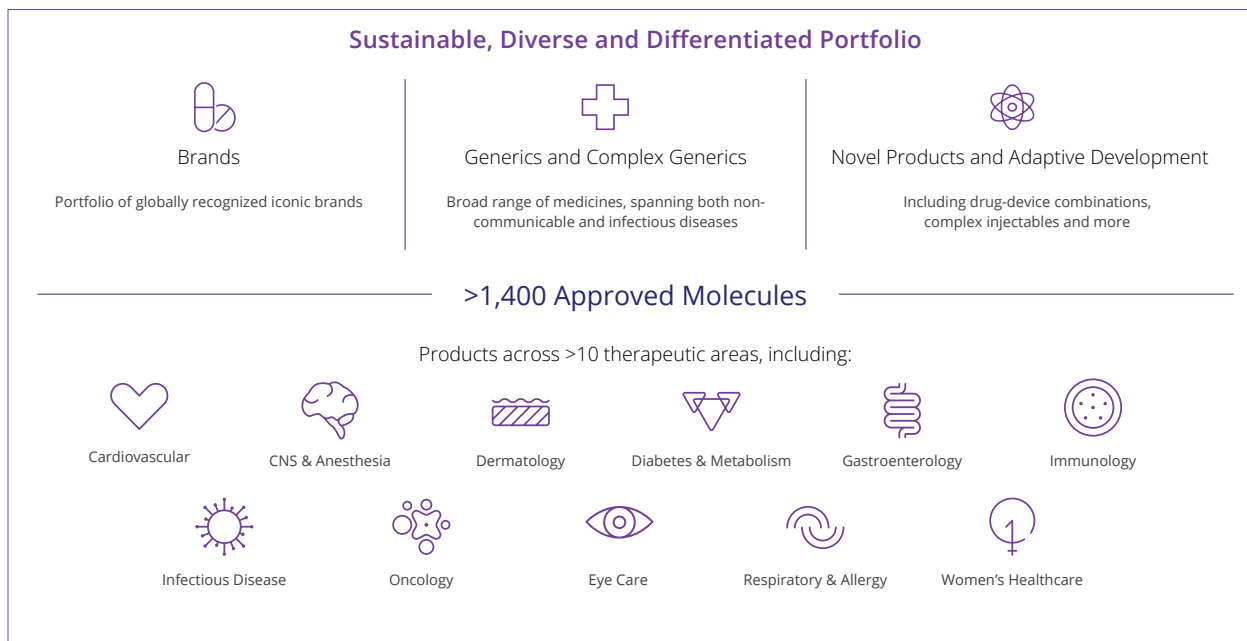 Sustainable, Diverse and Differentiated Portfolio
Brands
Portfolio of globally recognized iconic brands
Generics and Complex Generics
Broad range of medicines, spanning both non-
communicable and infectious diseases
Novel Products and Adaptive Development
Including drug-device combinations,
complex injectables and more
>1,400 Approved Molecules
Products across >10 therapeutic areas, including:
Cardiovascular
CNS & Anesthesia
Dermatology
Diabetes & Metabolism
Gastroenterology
Immunology
Infectious Disease
Oncology
Eye Care
Respiratory & Allergy
Women’s Healthcare